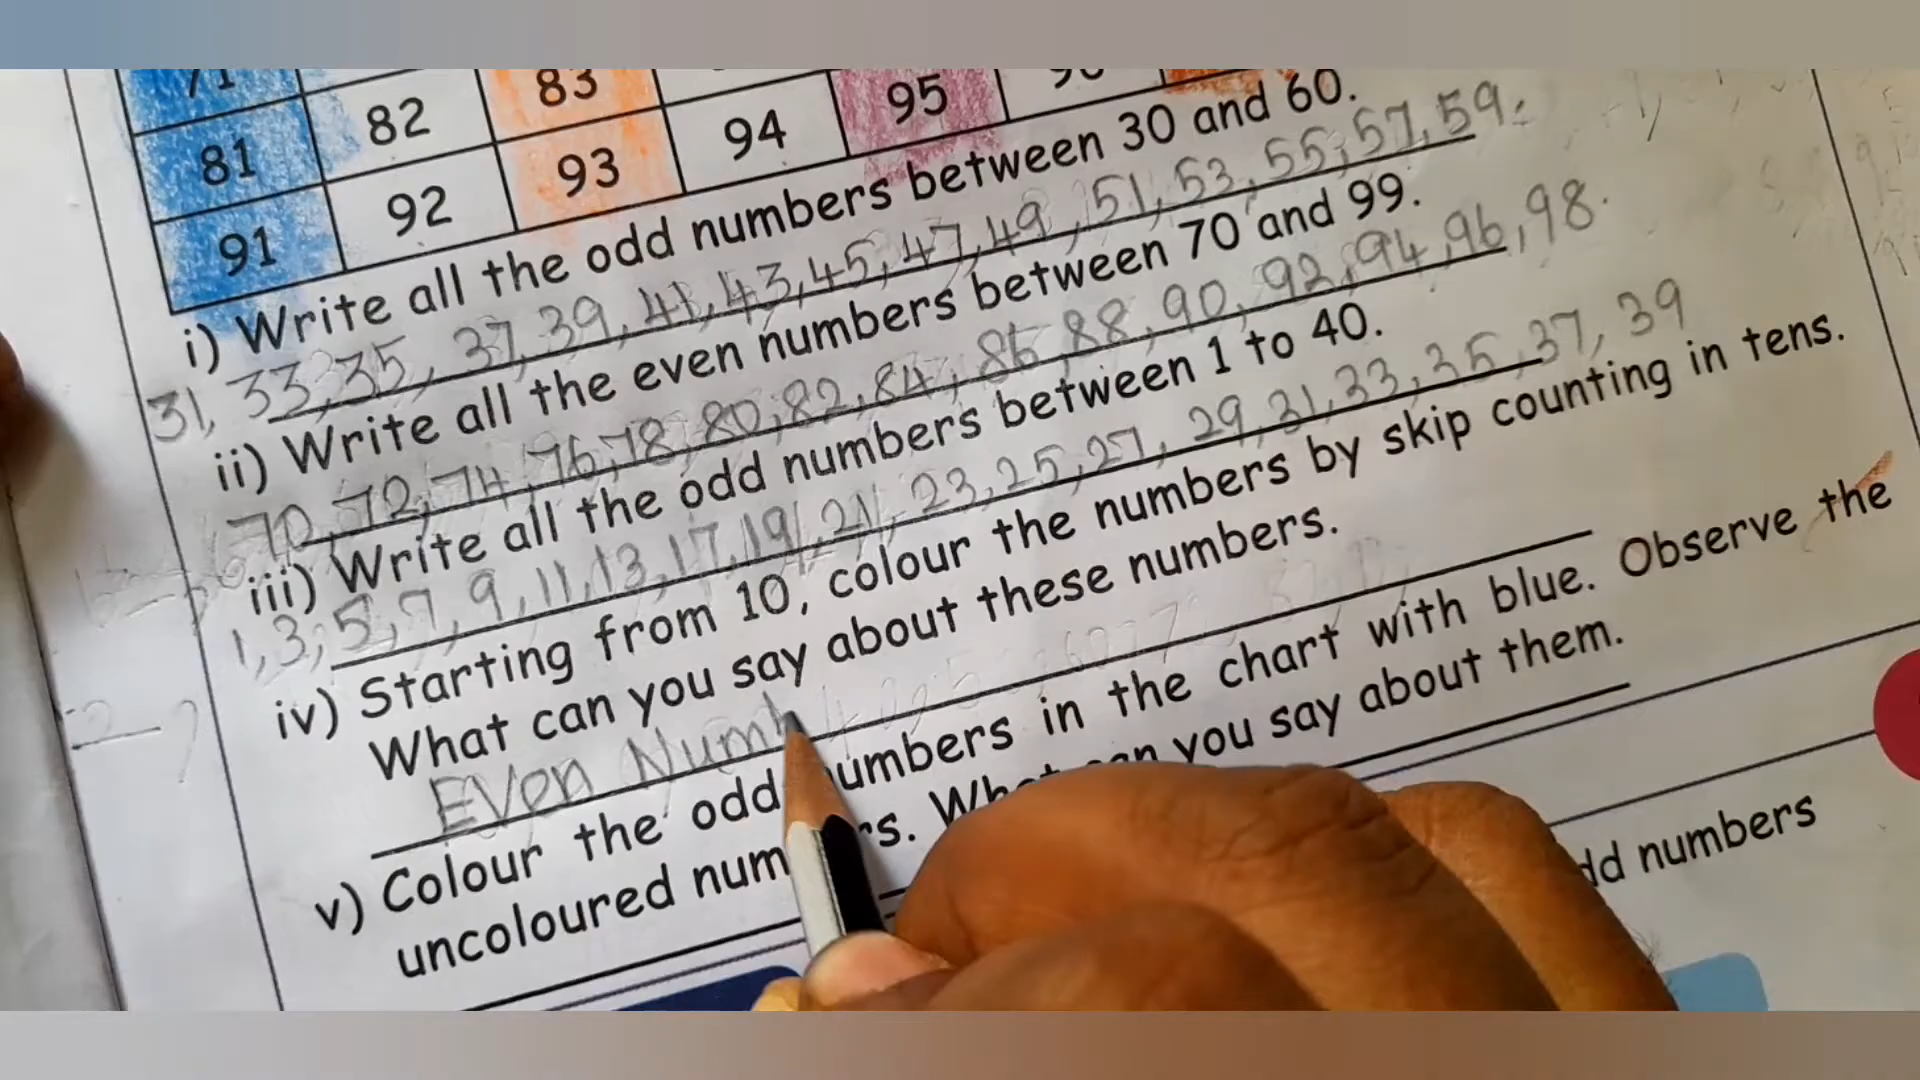 71 83
81 82 83 94 95 96
91 92 93
i) Write all the odd numbers between 30 and 60.
31, 33, 35, 37, 39, 41, 43, 45, 47, 49, 51, 53, 55, 57, 59.
ii) Write all the even numbers between 70 and 99.
70, 72, 74, 76, 78, 80, 82, 84, 86, 88, 90, 92, 94, 96, 98.
iii) Write all the odd numbers between 1 to 40.
1, 3, 5, 7, 9, 11, 13, 17, 19, 21, 23, 25, 27, 29, 31, 33, 35, 37, 39
iv) Starting from 10, colour the numbers by skip counting in tens.
What can you say about these numbers.
Even Numb
v) Colour the odd numbers in the chart with blue. Observe the
uncoloured numbers. What can you say about them.
dd numbers